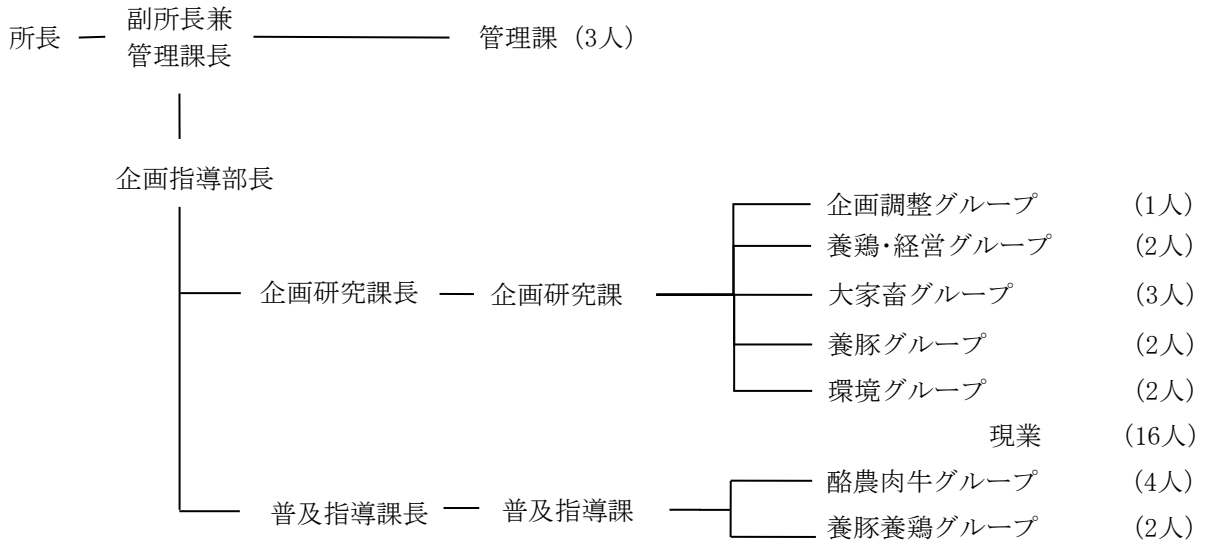 副所長兼
所長
管理課長
管理課 (3人)
企画指導部長
企画調整グループ (1人)
養鶏・経営グループ (2人)
企画研究課長 企画研究課 大家畜グループ (3人)
養豚グループ (2人)
環境グループ (2人)
現業 (16人)
酪農肉牛グループ (4人)
普及指導課長 普及指導課
養豚養鶏グループ (2人)